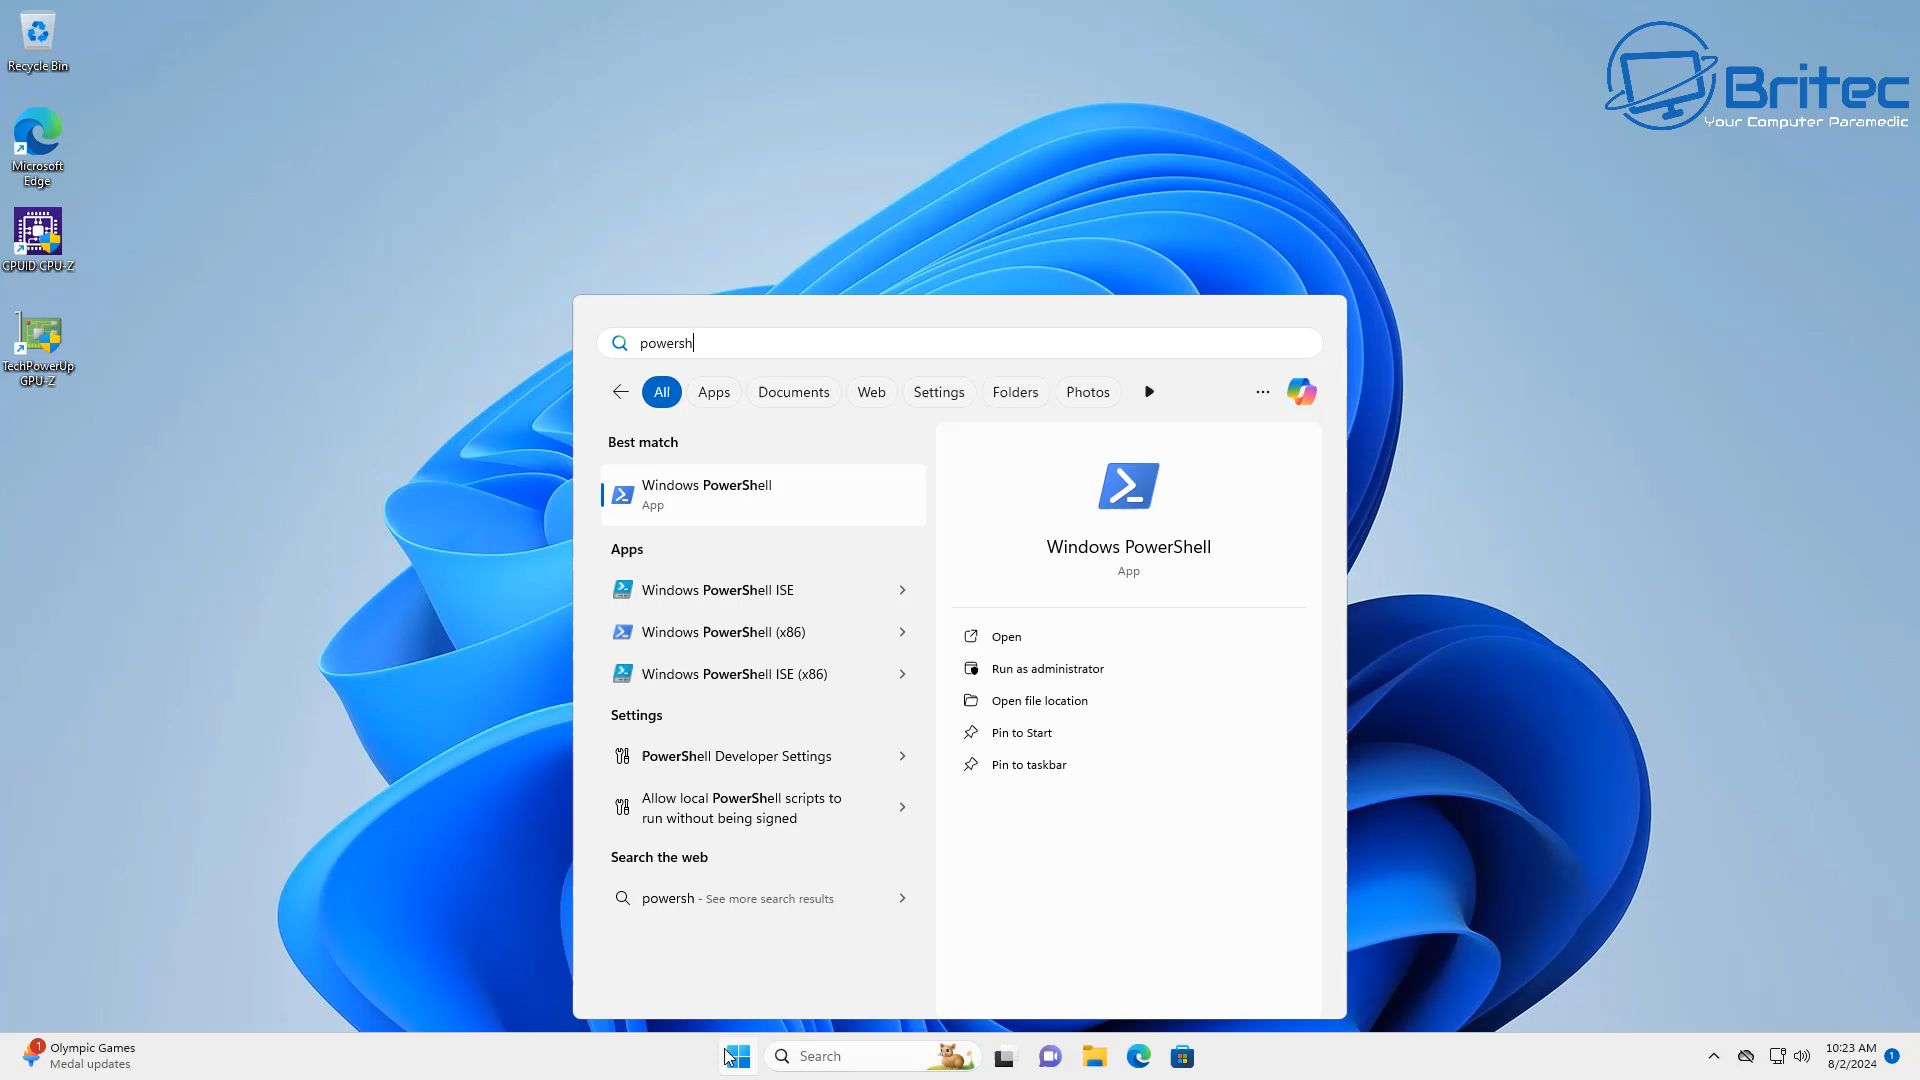 Recycle Bin
Microsoft
Edge
CPUID CPU-Z
TechPowerUp
GPU-Z
Britec
Your Computer Paramedic
powersh
All
Apps
Documents
Web
Settings
Folders
Photos
Best match
Windows PowerShell
App
Apps
Windows PowerShell ISE
Windows PowerShell (x86)
Windows PowerShell ISE (x86)
Settings
PowerShell Developer Settings
Allow local PowerShell scripts to
run without being signed
Search the web
powersh - See more search results
Windows PowerShell
App
Open
Run as administrator
Open file location
Pin to Start
Pin to taskbar
1
Olympic Games
Medal updates
Search
10:23 AM
8/2/2024
1